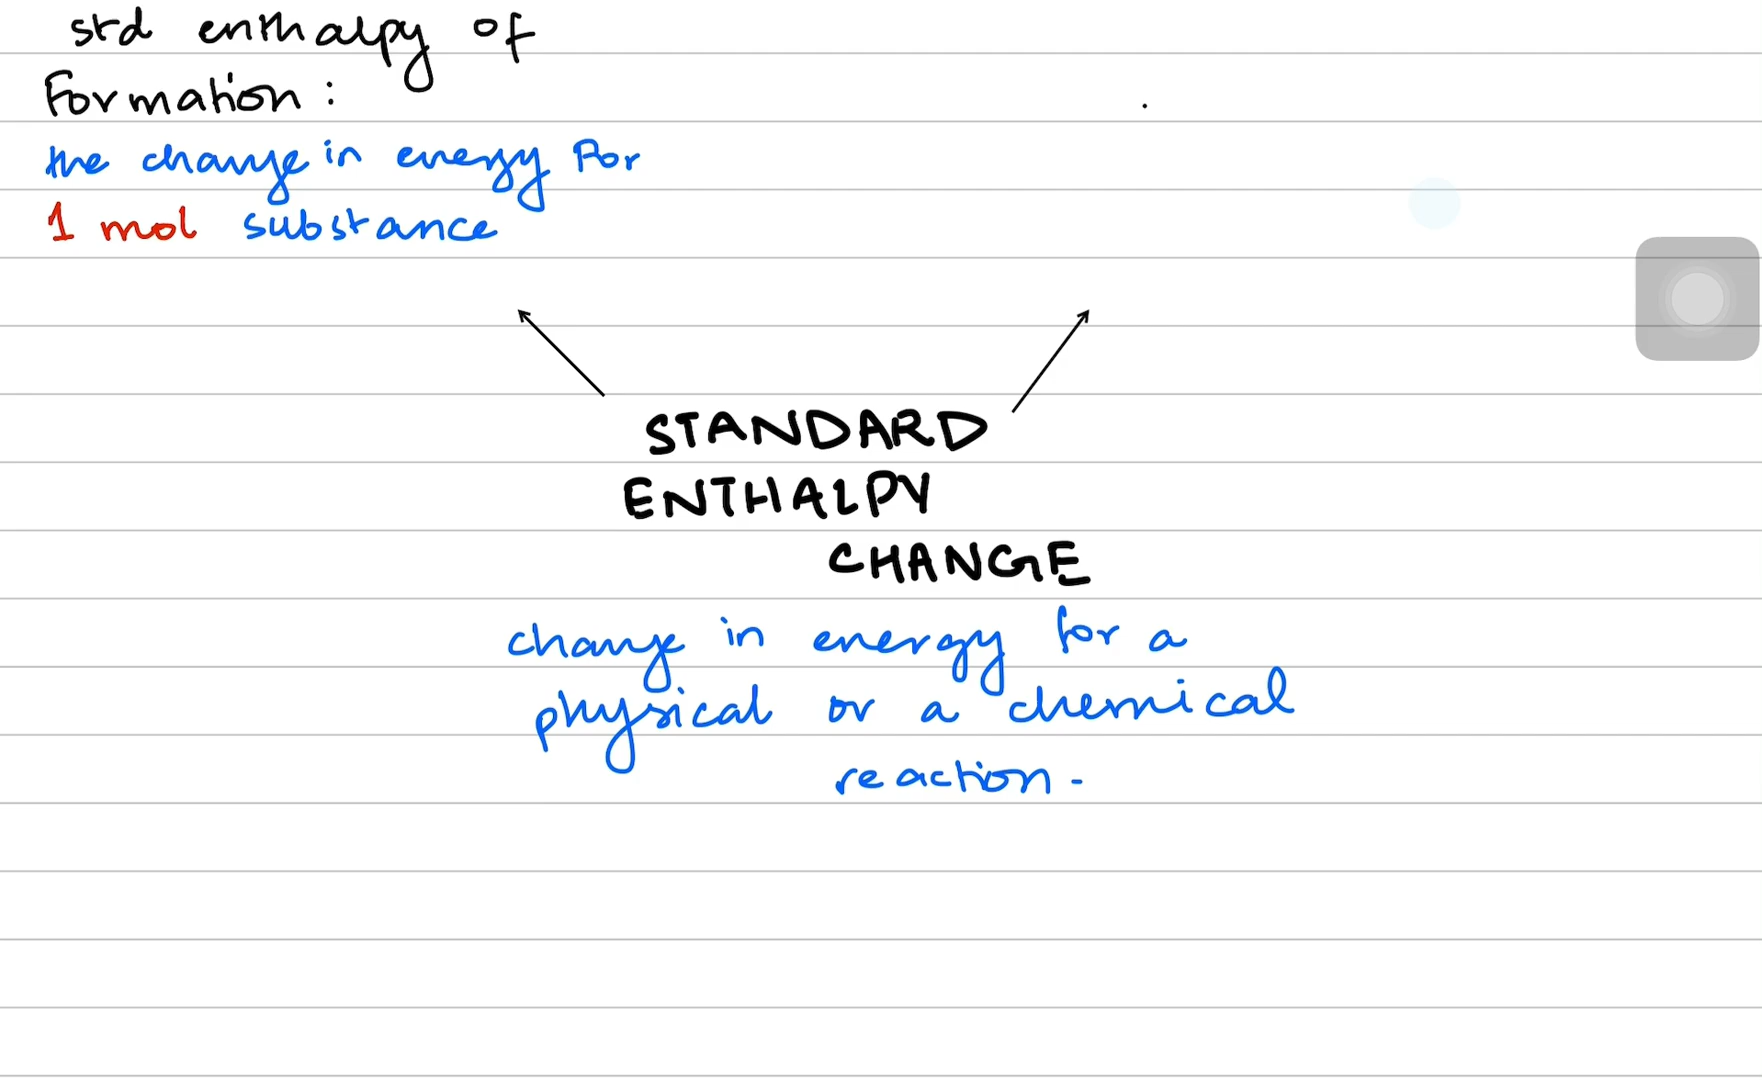 std enthalpy of
Formation:
the change in energy for
1 mol substance
STANDARD
ENTHALPY
CHANGE
change in energy for a
physical or a chemical
reaction-